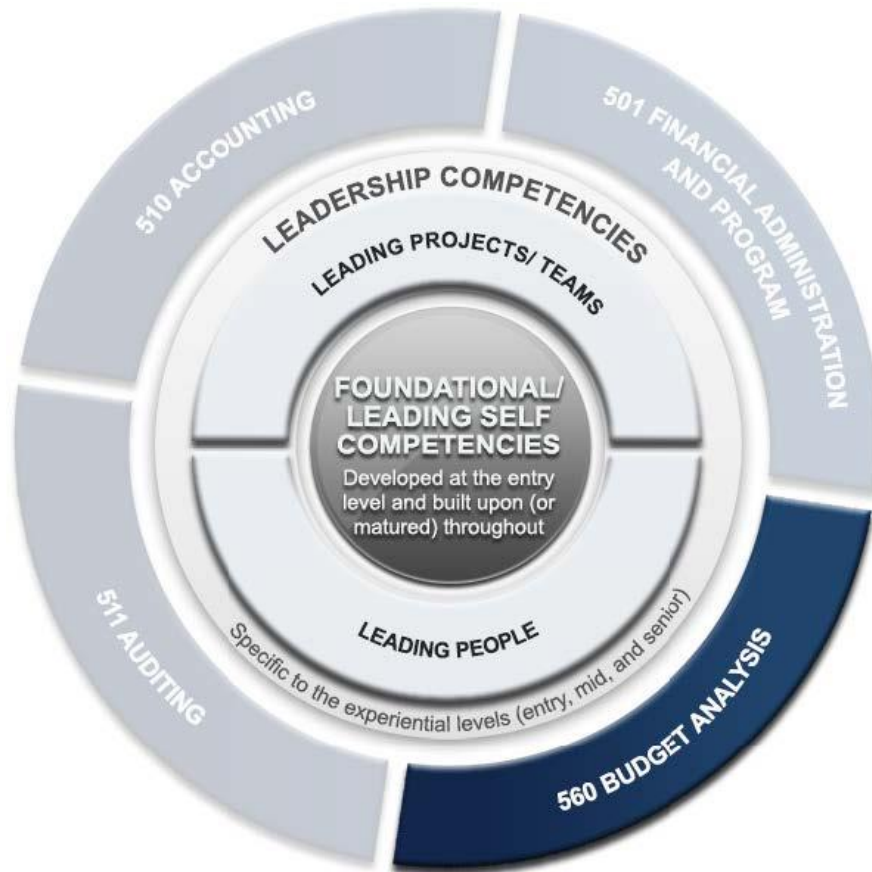 510 ACCOUNTING
501 FINANCIAL ADMINISTRATION
AND PROGRAM
LEADERSHIP COMPETENCIES
LEADING PROJECTS/ TEAMS
FOUNDATIONAL/
LEADING SELF
COMPETENCIES
Developed at the entry
level and built upon (or
matured) throughout
LEADING PEOPLE
Specific to the experiential levels (entry, mid, and senior)
511 AUDITING
560 BUDGET ANALYSIS